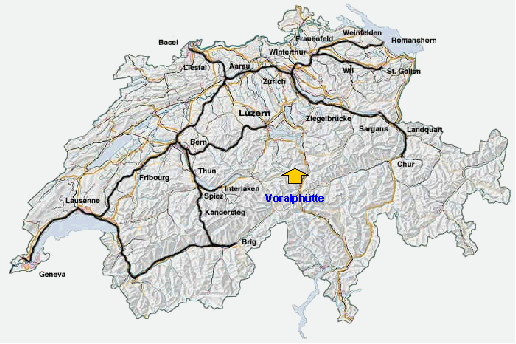 Weinfelden
Frauenfeld
Romanshorn
Basel
Winterthur
Liestal
Aarau
Wil
St. Gallen
Zürich
Luzern
Ziegelbrücke
Sargans
Landquart
Bern
Chur
Thun
Fribourg
Interlaken
Spiez
Voralphütte
Lausanne
Kandersteg
Brig
Geneva